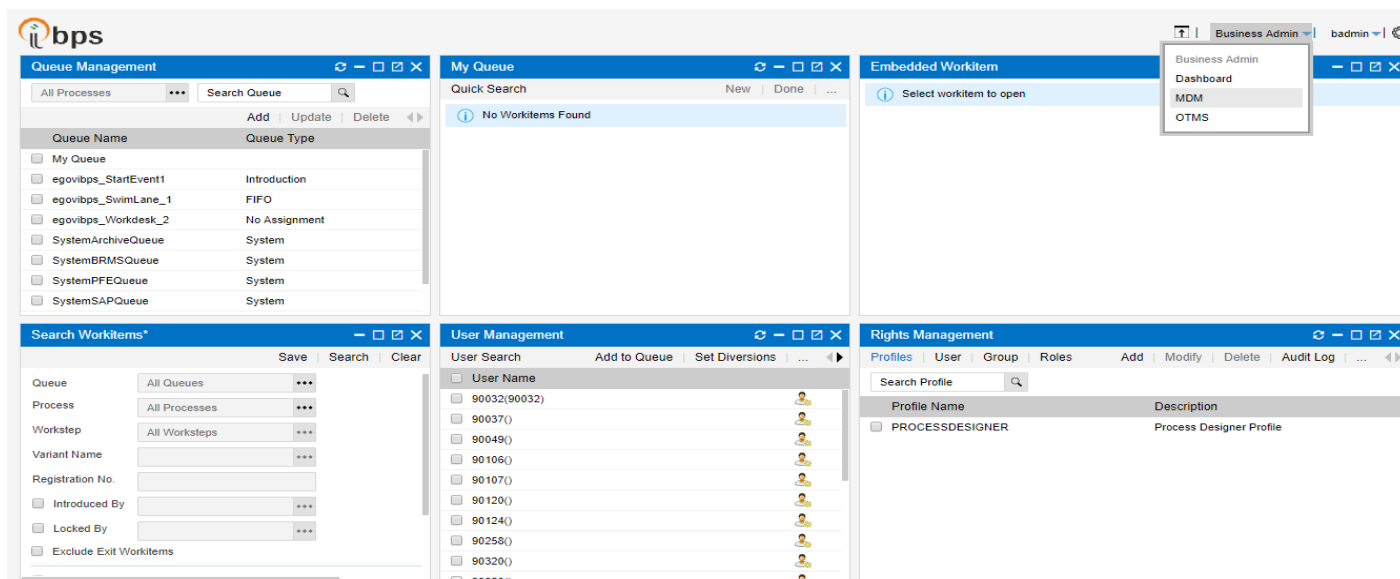 iBPS
Business Admin
badmin
Business Admin
Dashboard
MDM
OTMS
Queue Management
All Processes
Search Queue
Add
Update
Delete
Queue Name Queue Type
My Queue
egovibps_StartEvent1 Introduction
egovibps_SwimLane_1 FIFO
egovibps_Workdesk_2 No Assignment
SystemArchiveQueue System
SystemBRMSQueue System
SystemPFEQueue System
SystemSAPQueue System
My Queue
Quick Search New Done ...
No Workitems Found
Embedded Workitem
Select workitem to open
Search Workitems*
Save Search Clear
Queue All Queues
Process All Processes
Workstep All Worksteps
Variant Name
Registration No.
Introduced By
Locked By
Exclude Exit Workitems
User Management
User Search Add to Queue Set Diversions ...
User Name
90032(90032)
90037()
90049()
90106()
90107()
90120()
90124()
90258()
90320()
Rights Management
Profiles User Group Roles Add Modify Delete Audit Log ...
Search Profile
Profile Name Description
PROCESSDESIGNER Process Designer Profile